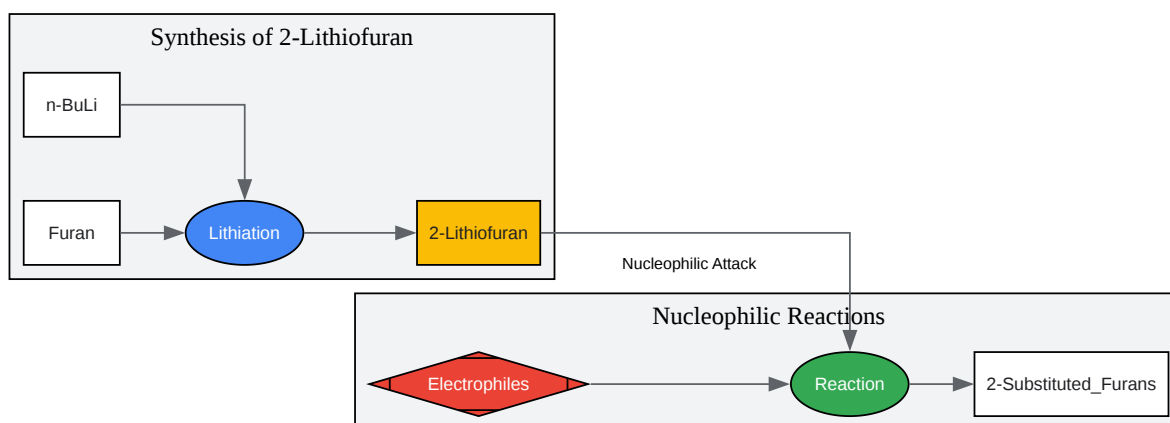 Synthesis of 2-Lithiofuran
n-BuLi
Furan
Lithiation
2-Lithiofuran
Nucleophilic Attack
Nucleophilic Reactions
Electrophiles
Reaction
2-Substituted_Furans